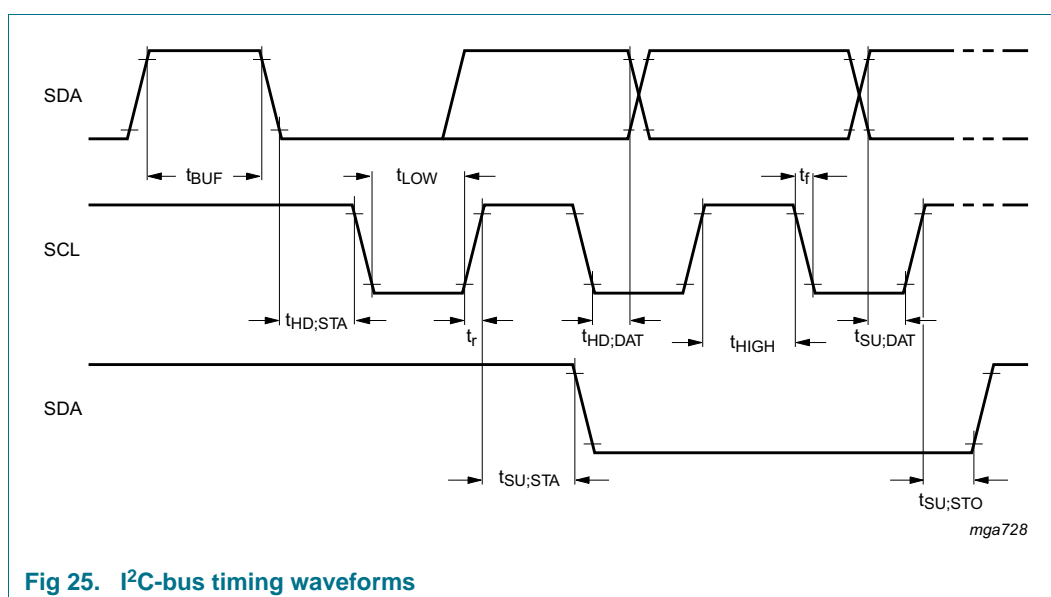 SDA
tBUF tLOW tf
SCL
tHD;STA tr tHD;DAT tHIGH tSU;DAT
SDA
tSU;STA tSU;STO
mga728
Fig 25. I²C-bus timing waveforms